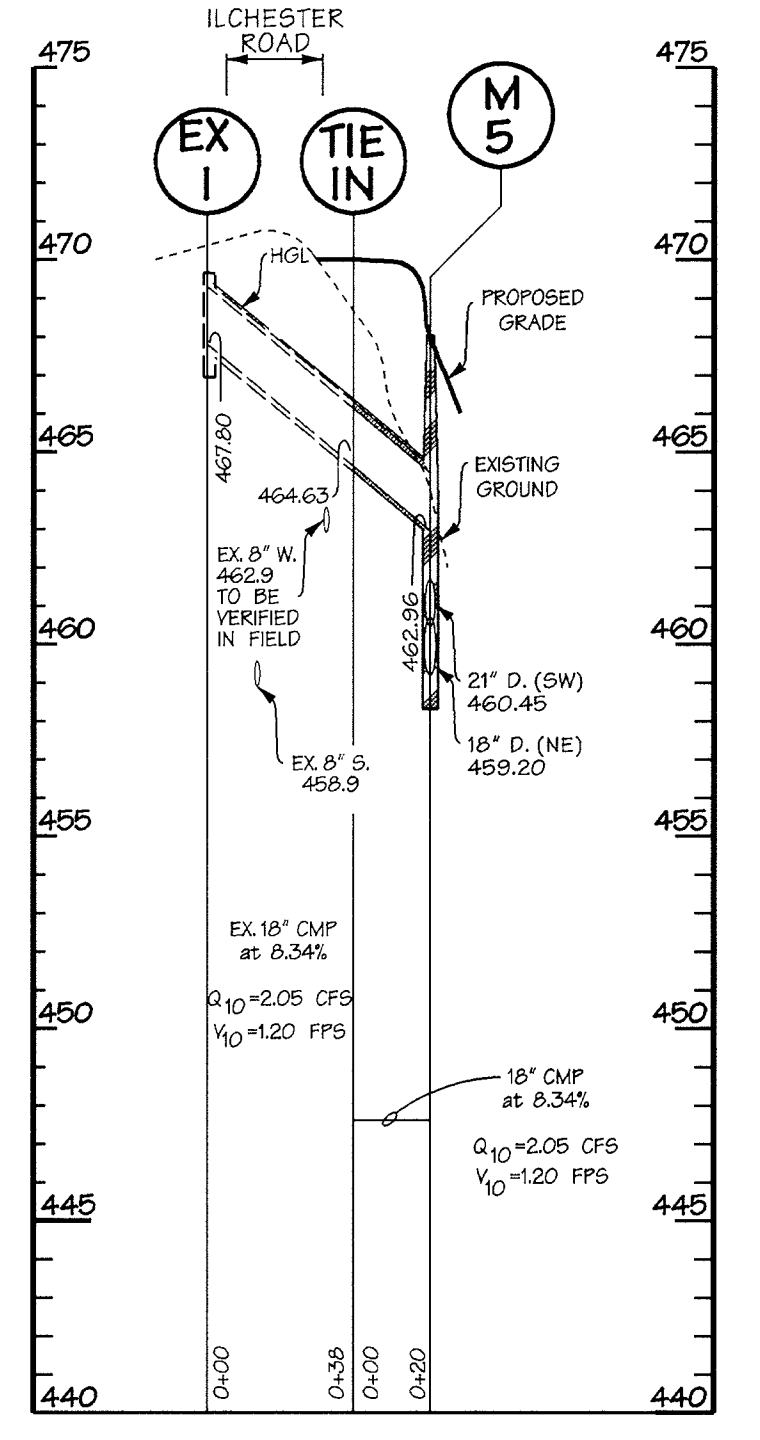 ILCHESTER
ROAD
475
475
EX
1
TIE
IN
M
5
470
470
HGL
PROPOSED
GRADE
467.80
465
465
464.63
EXISTING
GROUND
EX. 8" W.
462.9
TO BE
VERIFIED
IN FIELD
462.96
460
460
21" D. (SW)
460.45
18" D. (NE)
459.20
EX. 8" S.
458.9
455
455
EX. 18" CMP
at 8.34%
Q10=2.05 CFS
V10=1.20 FPS
450
450
18" CMP
at 8.34%
Q10=2.05 CFS
V10=1.20 FPS
445
445
0+00
0+38
0+00
0+20
440
440